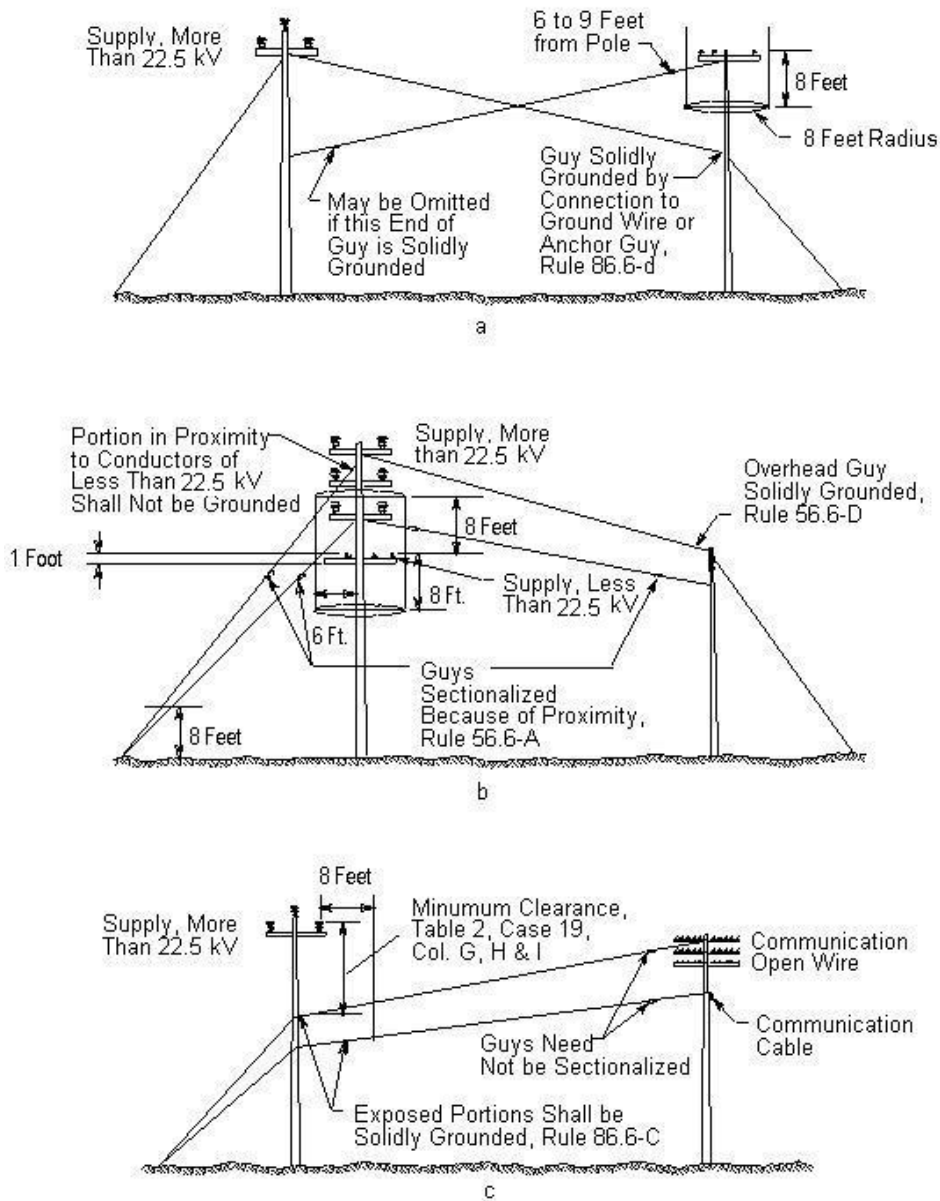 Supply, More
Than 22.5 kV
6 to 9 Feet
from Pole
8 Feet
8 Feet Radius
May be Omitted
if this End of
Guy is Solidly
Grounded
Guy Solidly
Grounded by
Connection to
Ground Wire or
Anchor Guy,
Rule 86.6-d
a
Portion in Proximity
to Conductors of
Less Than 22.5 kV
Shall Not be Grounded
Supply, More
than 22.5 kV
Overhead Guy
Solidly Grounded,
Rule 56.6-D
8 Feet
1 Foot
8 Ft.
Supply, Less
Than 22.5 kV
6 Ft.
Guys
Sectionalized
Because of Proximity,
Rule 56.6-A
8 Feet
b
8 Feet
Supply, More
Than 22.5 kV
Minumum Clearance,
Table 2, Case 19,
Col. G, H & I
Communication
Open Wire
Guys Need
Not be Sectionalized
Communication
Cable
Exposed Portions Shall be
Solidly Grounded, Rule 86.6-C
c